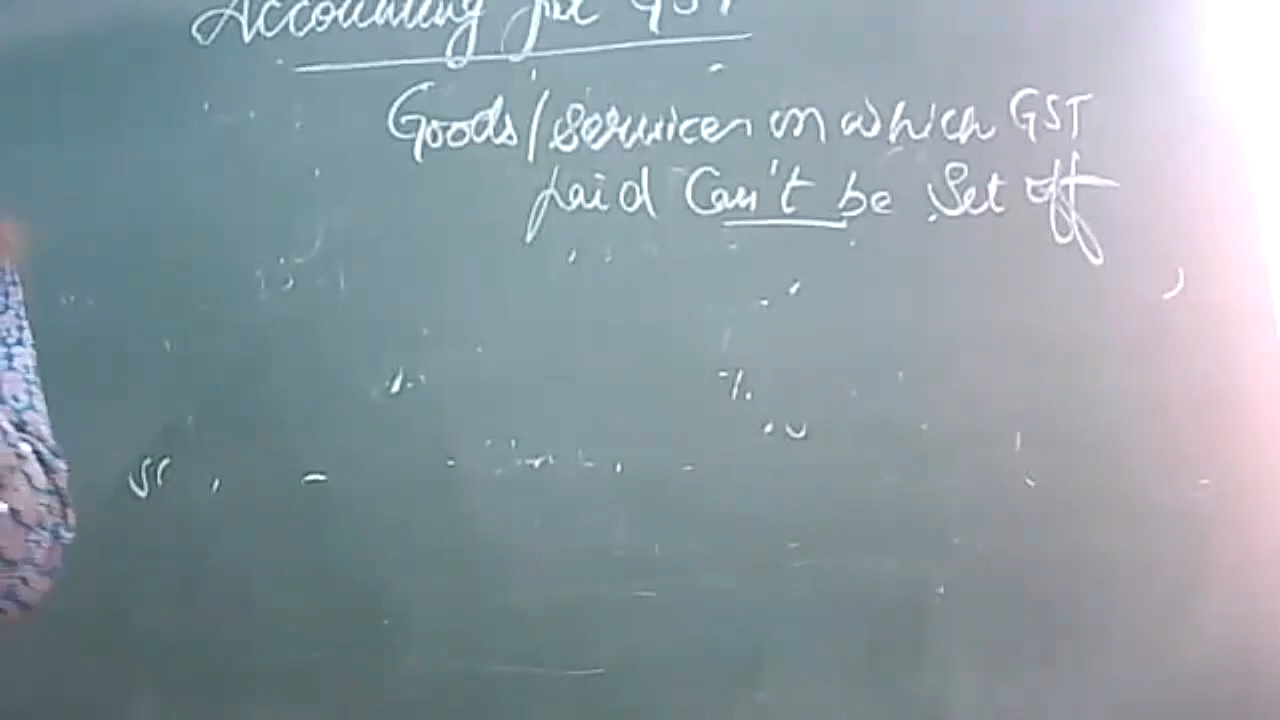 Accounting for GST
Goods/Services on which GST
paid Can't be Set off